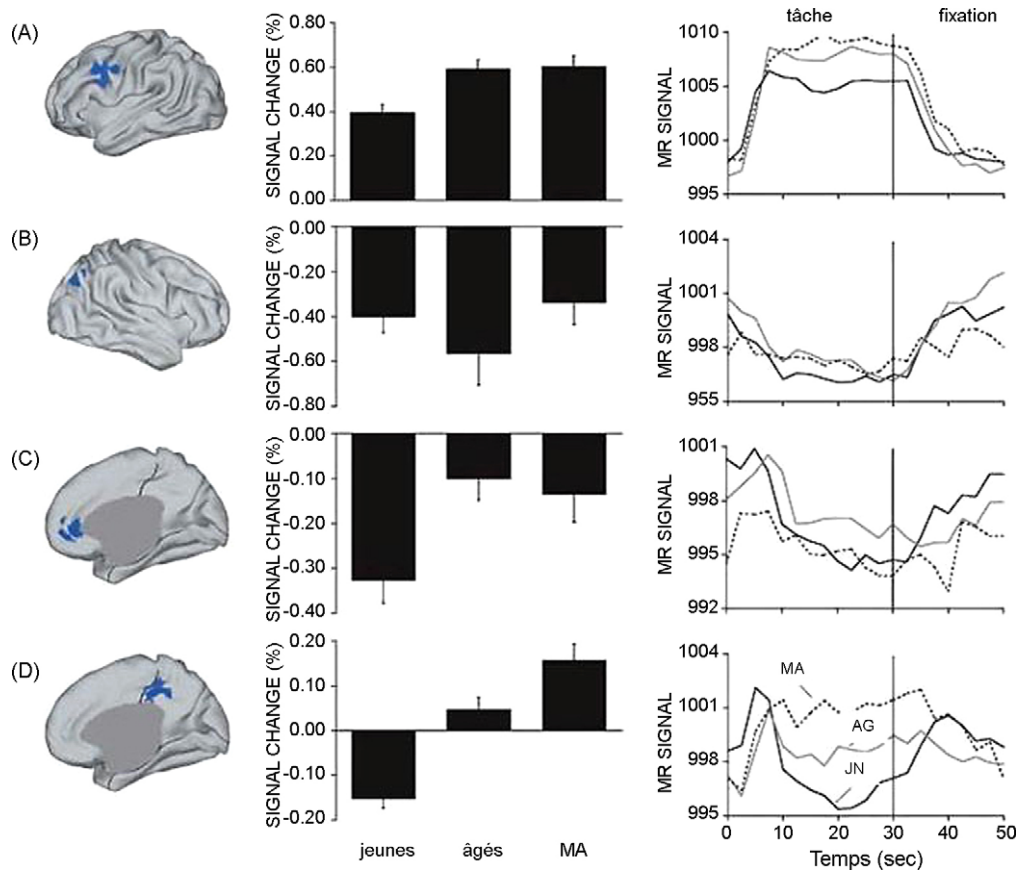 tâche fixation
(A)
SIGNAL CHANGE (%)
0.80
0.60
0.40
0.20
0.00
MR SIGNAL
1010
1005
1000
995
(B)
SIGNAL CHANGE (%)
0.00
-0.20
-0.40
-0.60
-0.80
MR SIGNAL
1004
1001
998
955
(C)
SIGNAL CHANGE (%)
0.00
-0.10
-0.20
-0.30
-0.40
MR SIGNAL
1001
998
995
992
(D)
SIGNAL CHANGE (%)
0.20
0.10
0.00
-0.10
-0.20
jeunes âgés MA
MR SIGNAL
1004
1001
998
995
MA
AG
JN
0 10 20 30 40 50
Temps (sec)